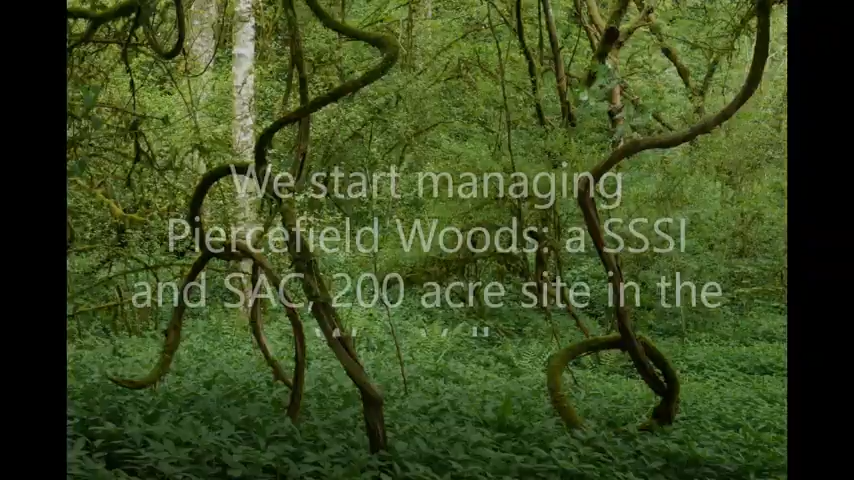 We start managing
Piercefield Woods: a SSSI
and SAC, 200 acre site in the